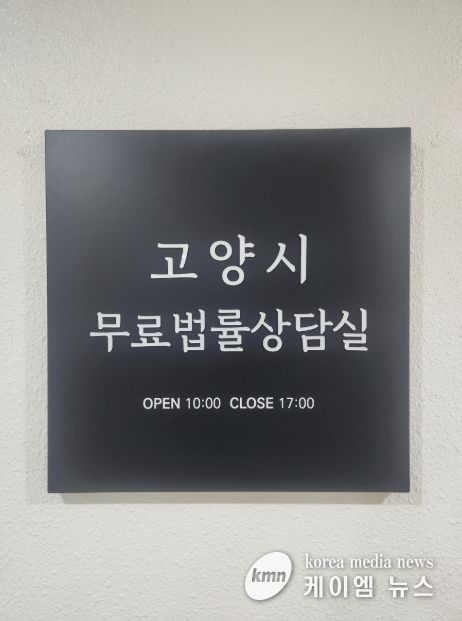 고양시
무료법률상담실
OPEN 10:00 CLOSE 17:00
kmn
korea media news
케이엠 뉴스